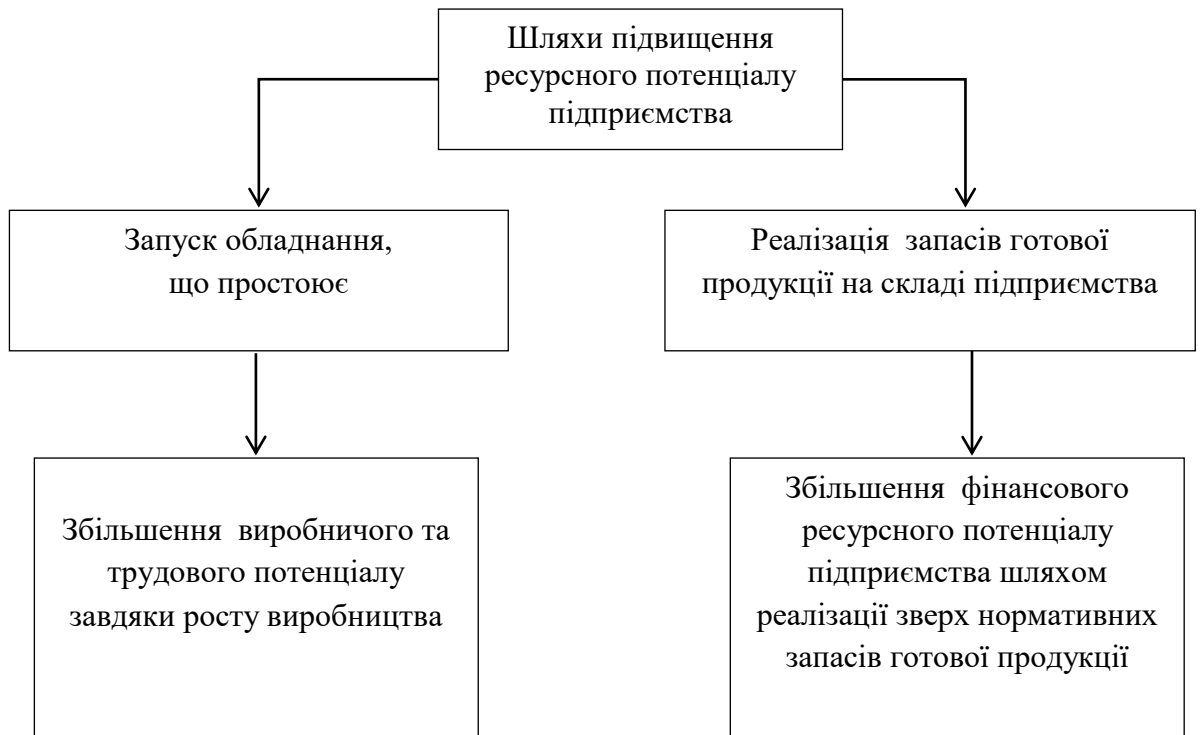 Шляхи підвищення
ресурсного потенціалу
підприємства
Запуск обладнання,
що простоює
Реалізація запасів готової
продукції на складі підприємства
Збільшення виробничого та
трудового потенціалу
завдяки росту виробництва
Збільшення фінансового
ресурсного потенціалу
підприємства шляхом
реалізації зверх нормативних
запасів готової продукції